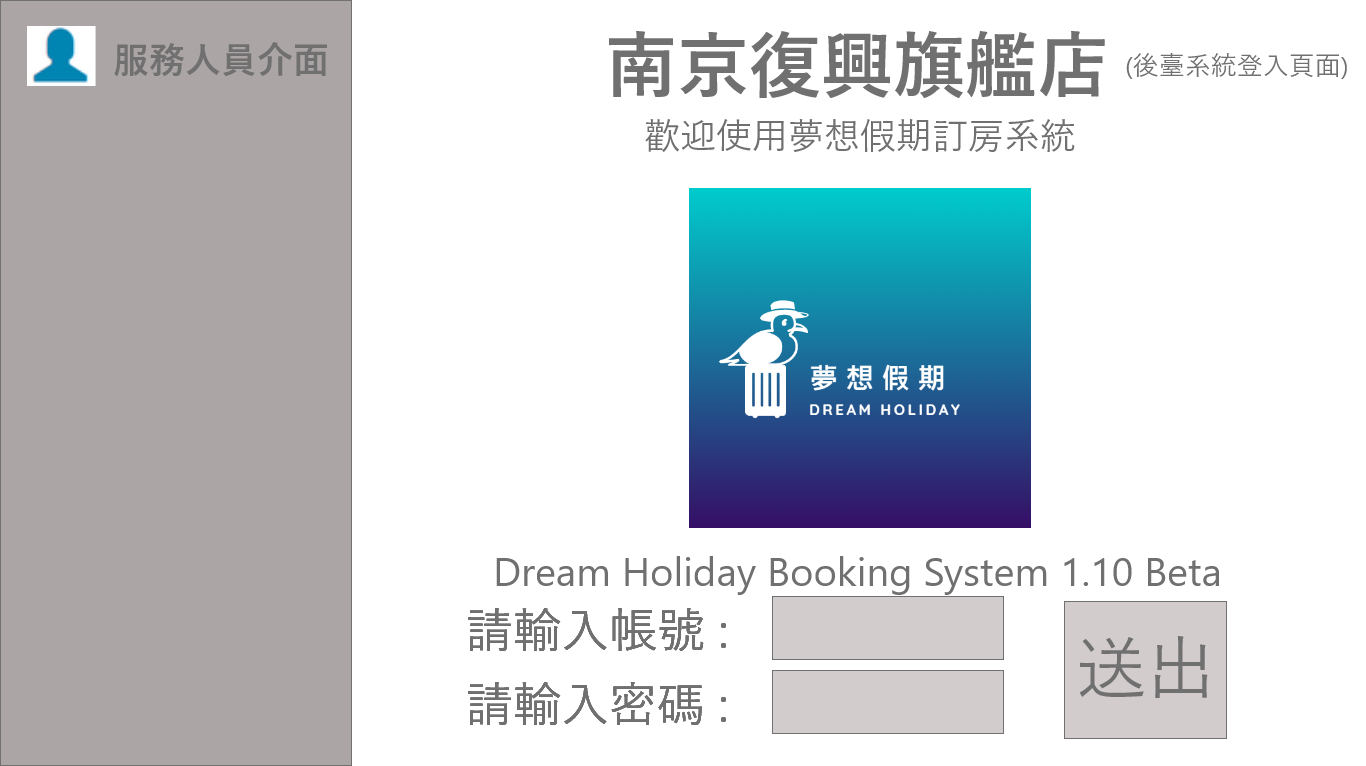 服務人員介面
南京復興旗艦店 (後臺系統登入頁面)
歡迎使用夢想假期訂房系統
夢想假期
DREAM HOLIDAY
Dream Holiday Booking System 1.10 Beta
請輸入帳號 :
請輸入密碼 :
送出